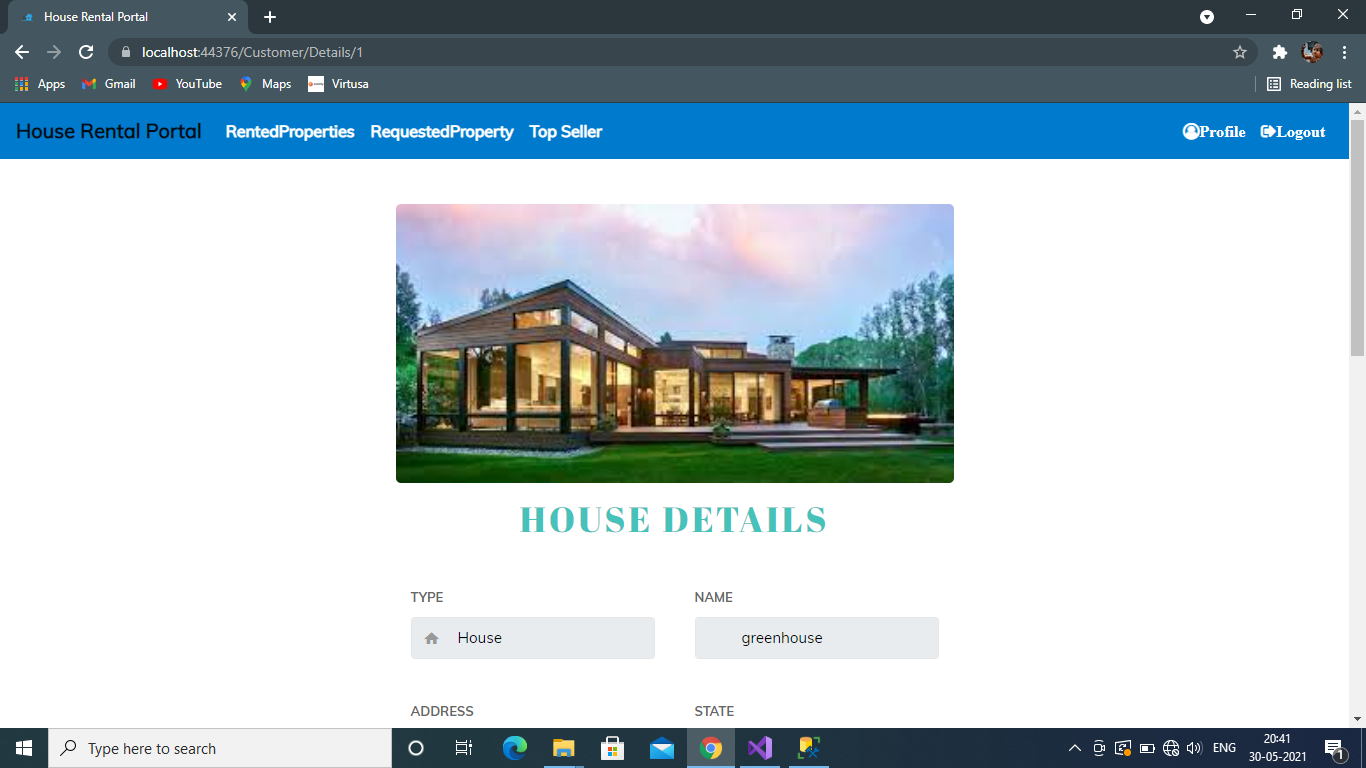 House Rental Portal
localhost:44376/Customer/Details/1
Apps Gmail YouTube Maps Virtusa Reading list
House Rental Portal RentedProperties RequestedProperty Top Seller Profile Logout
HOUSE DETAILS
TYPE NAME
House greenhouse
ADDRESS STATE
Type here to search ENG 20:41
30-05-2021 1